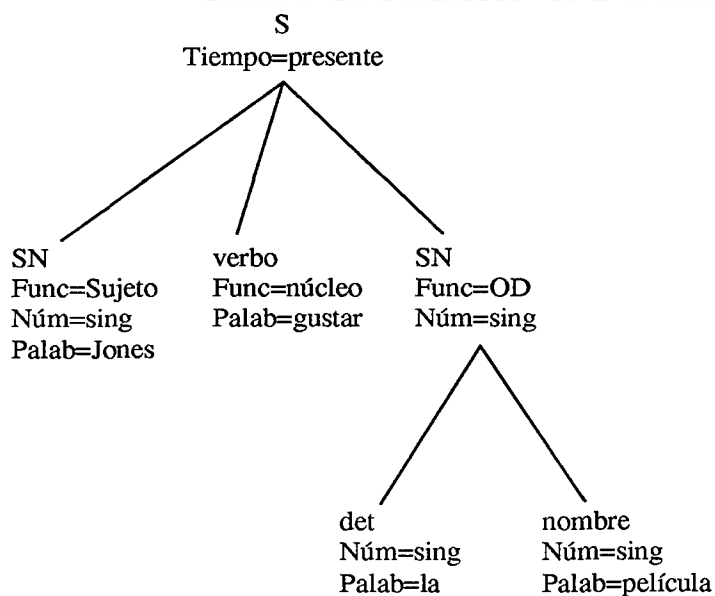 S
Tiempo=presente
SN
Func=Sujeto
Núm=sing
Palab=Jones
verbo
Func=núcleo
Palab=gustar
SN
Func=OD
Núm=sing
det
Núm=sing
Palab=la
nombre
Núm=sing
Palab=película